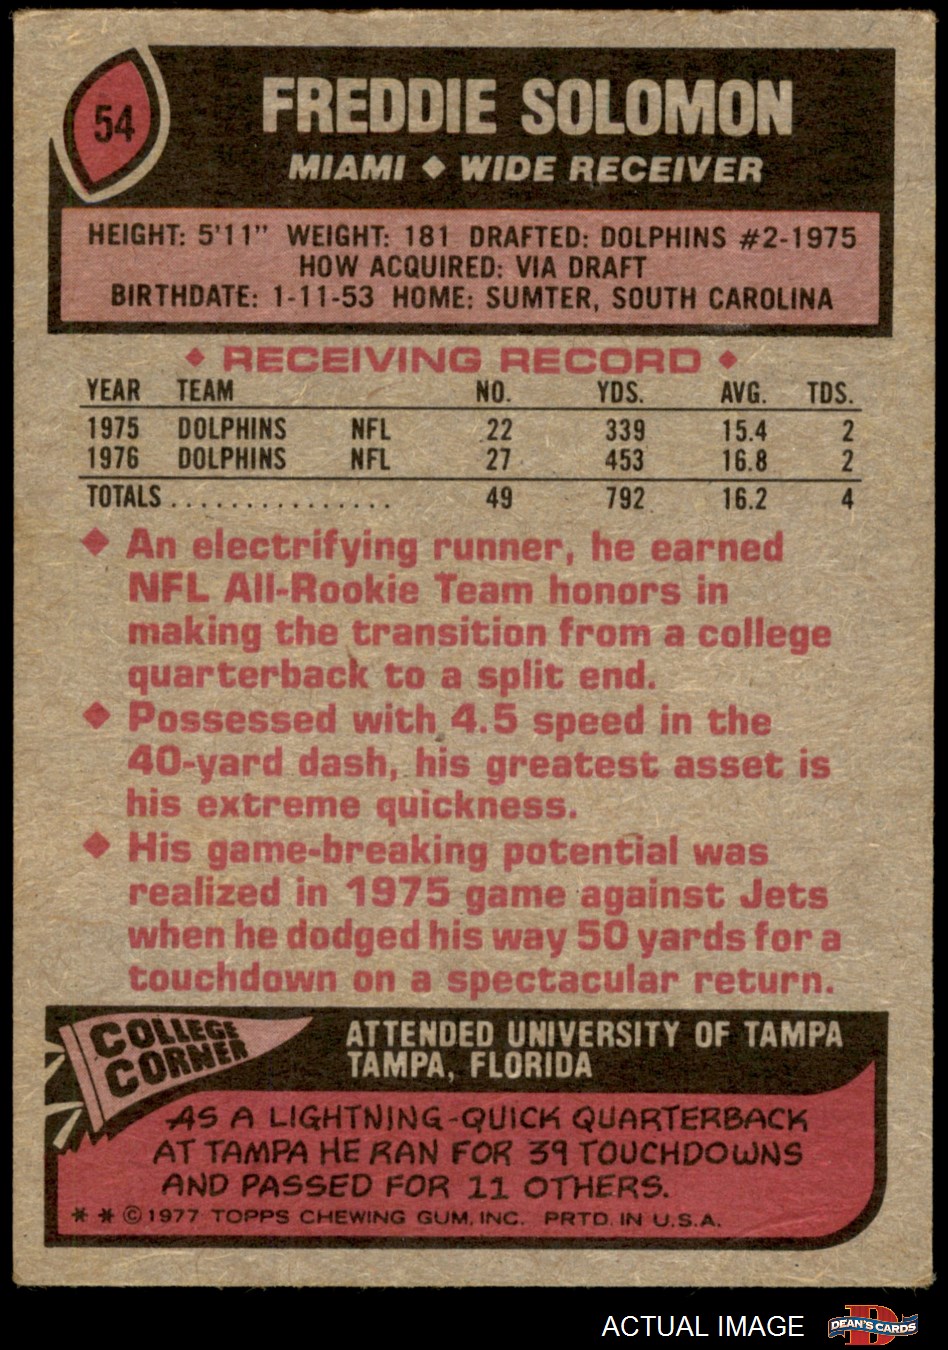 54
FREDDIE SOLOMON
MIAMI ◆ WIDE RECEIVER
HEIGHT: 5'11" WEIGHT: 181 DRAFTED: DOLPHINS #2-1975
HOW ACQUIRED: VIA DRAFT
BIRTHDATE: 1-11-53 HOME: SUMTER, SOUTH CAROLINA
◆ RECEIVING RECORD ◆
YEAR TEAM NO. YDS. AVG. TDS.
1975 DOLPHINS NFL 22 339 15.4 2
1976 DOLPHINS NFL 27 453 16.8 2
TOTALS . . . . . . . . . . . . . . . 49 792 16.2 4
◆ An electrifying runner, he earned
NFL All-Rookie Team honors in
making the transition from a college
quarterback to a split end.
◆ Possessed with 4.5 speed in the
40-yard dash, his greatest asset is
his extreme quickness.
◆ His game-breaking potential was
realized in 1975 game against Jets
when he dodged his way 50 yards for a
touchdown on a spectacular return.
COLLEGE
CORNER
ATTENDED UNIVERSITY OF TAMPA
TAMPA, FLORIDA
AS A LIGHTNING-QUICK QUARTERBACK
AT TAMPA HE RAN FOR 39 TOUCHDOWNS
AND PASSED FOR 11 OTHERS.
* * © 1977 TOPPS CHEWING GUM, INC. PRTD. IN U.S.A.
ACTUAL IMAGE
DEAN'S CARDS